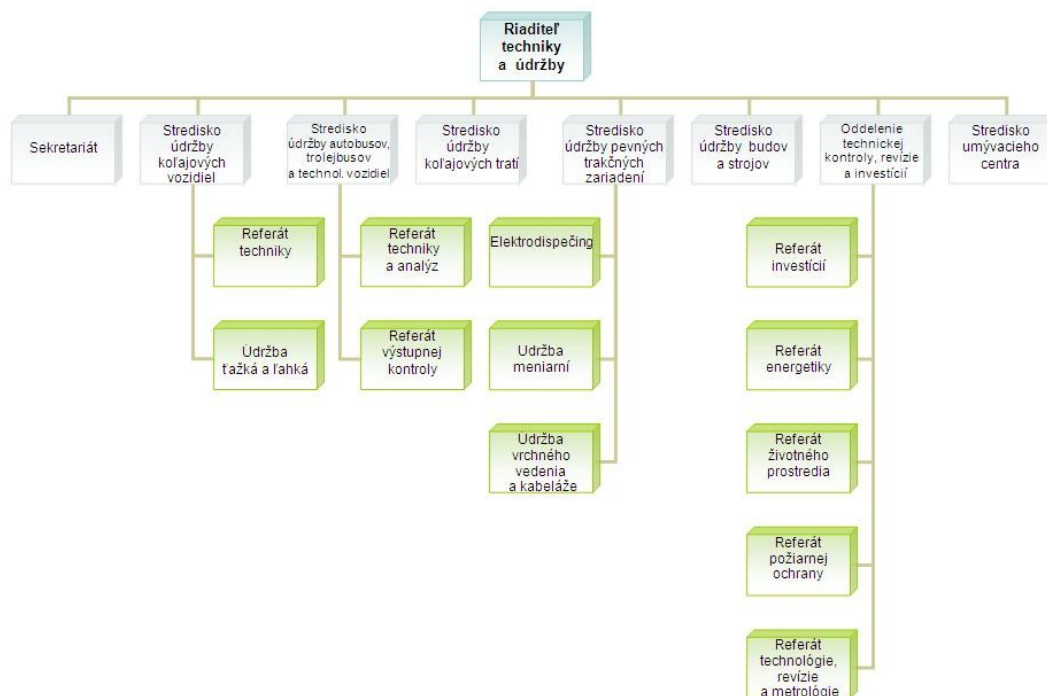 Riaditeľ
techniky
a údržby
Sekretariát
Stredisko
údržby
koľajových
vozidiel
Stredisko
údržby autobusov,
trolejbusov
a technol. vozidiel
Stredisko
údržby
koľajových tratí
Stredisko
údržby pevných
trakčných
zariadení
Stredisko
údržby budov
a strojov
Oddelenie
technickej
kontroly, revízie
a investícií
Stredisko
umývacieho
centra
Referát
techniky
Údržba
ťažká a ľahká
Referát
techniky
a analýz
Referát
výstupnej
kontroly
Elektrodispečing
Udržba
meniarní
Údržba
vrchného
vedenia
a kabeláže
Referát
investícií
Referát
energetiky
Referát
životného
prostredia
Referát
požiarnej
ochrany
Referát
technológie,
revízie
a metrológie